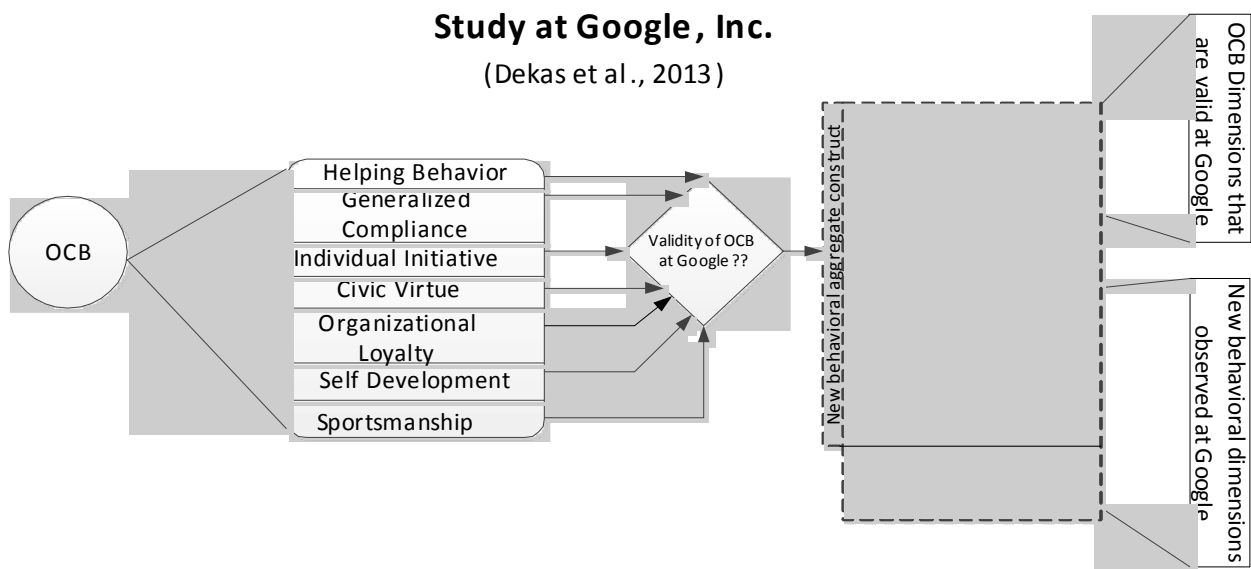 Study at Google, Inc.
(Dekas et al., 2013)
OCB
Helping Behavior
Generalized
Compliance
Individual Initiative
Civic Virtue
Organizational
Loyalty
Self Development
Sportsmanship
Validity of OCB
at Google ??
New behavioral aggregate construct
OCB Dimensions that
are valid at Google
New behavioral dimensions
observed at Google